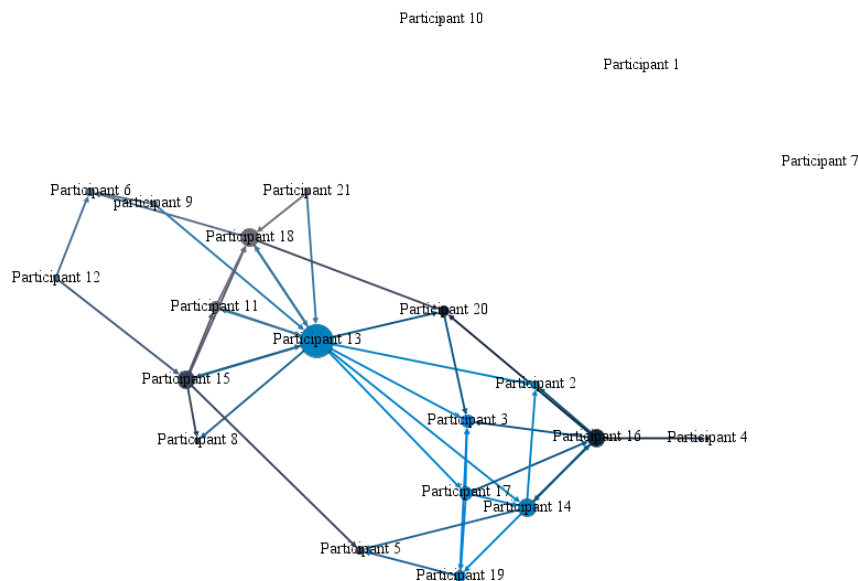 Participant 10
Participant 1
Participant 7
Participant 6
participant 9
Participant 21
Participant 18
Participant 12
Participant 11
Participant 20
Participant 13
Participant 15
Participant 2
Participant 3
Participant 8
Participant 16
Participant 4
Participant 17
Participant 14
Participant 5
Participant 19